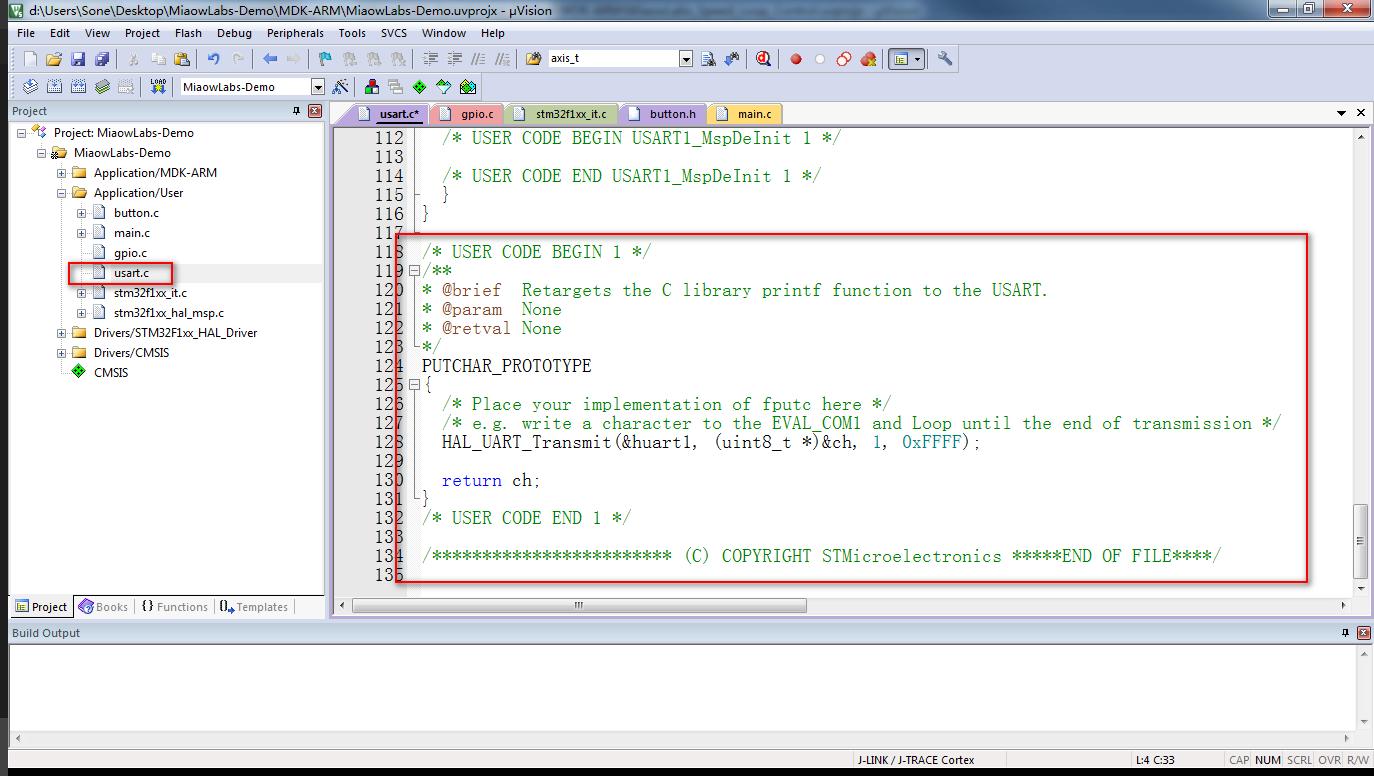 d:\Users\Sone\Desktop\MiaowLabs-Demo\MDK-ARM\MiaowLabs-Demo.uvprojx - µVision
File Edit View Project Flash Debug Peripherals Tools SVCS Window Help
axis_t
LOAD
MiaowLabs-Demo
Project
usart.c* gpio.c stm32f1xx_it.c button.h main.c
Project: MiaowLabs-Demo
MiaowLabs-Demo
Application/MDK-ARM
Application/User
button.c
main.c
gpio.c
usart.c
stm32f1xx_it.c
stm32f1xx_hal_msp.c
Drivers/STM32F1xx_HAL_Driver
Drivers/CMSIS
CMSIS
112 /* USER CODE BEGIN USART1_MspDeInit 1 */
113
114 /* USER CODE END USART1_MspDeInit 1 */
115 }
116 }
117
118 /* USER CODE BEGIN 1 */
119 /**
120 * @brief  Retargets the C library printf function to the USART.
121 * @param  None
122 * @retval None
123 */
124 PUTCHAR_PROTOTYPE
125 {
126 /* Place your implementation of fputc here */
127 /* e.g. write a character to the EVAL_COM1 and Loop until the end of transmission */
128 HAL_UART_Transmit(&huart1, (uint8_t *)&ch, 1, 0xFFFF);
129
130 return ch;
131 }
132 /* USER CODE END 1 */
133
134 /************************ (C) COPYRIGHT STMicroelectronics *****END OF FILE****/
135
Project Books {} Functions Templates
Build Output
J-LINK / J-TRACE Cortex L:4 C:33 CAP NUM SCRL OVR R/W